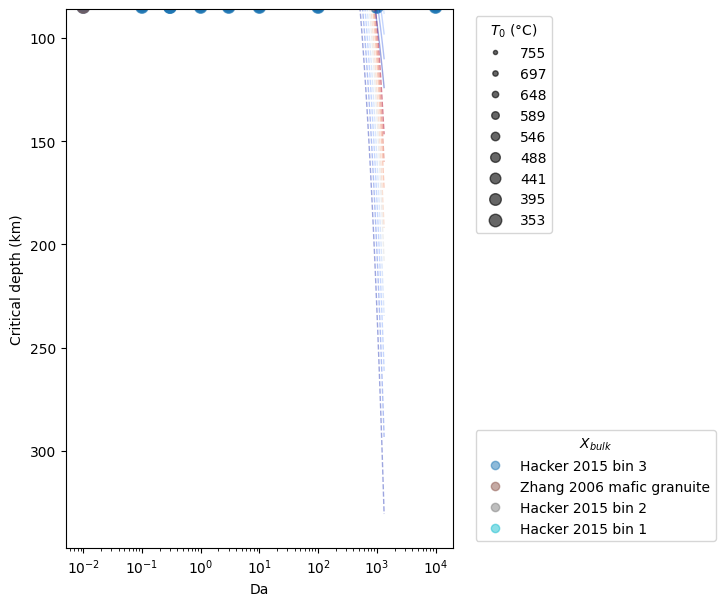 100
150
200
250
300
Critical depth (km)
10⁻²
10⁻¹
10⁰
10¹
10²
10³
10⁴
Da
T₀ (°C)
755
697
648
589
546
488
441
395
353
X_bulk
Hacker 2015 bin 3
Zhang 2006 mafic granuite
Hacker 2015 bin 2
Hacker 2015 bin 1